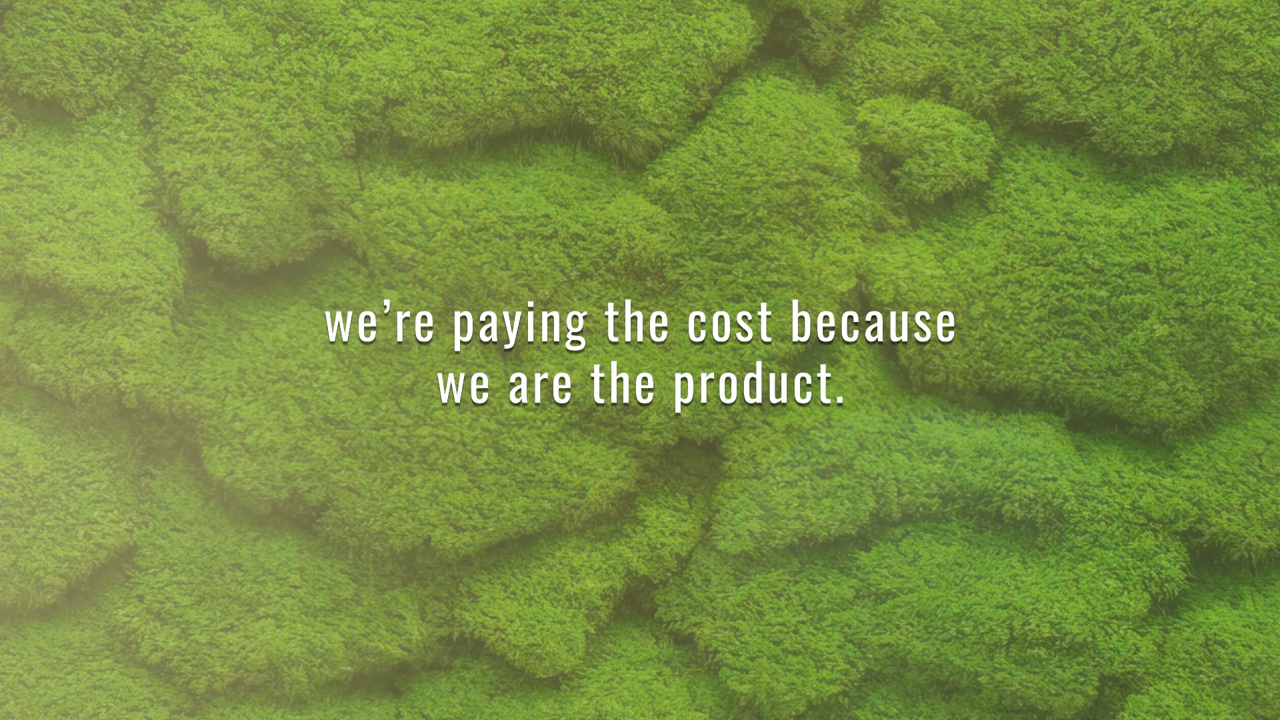 we’re paying the cost because
we are the product.